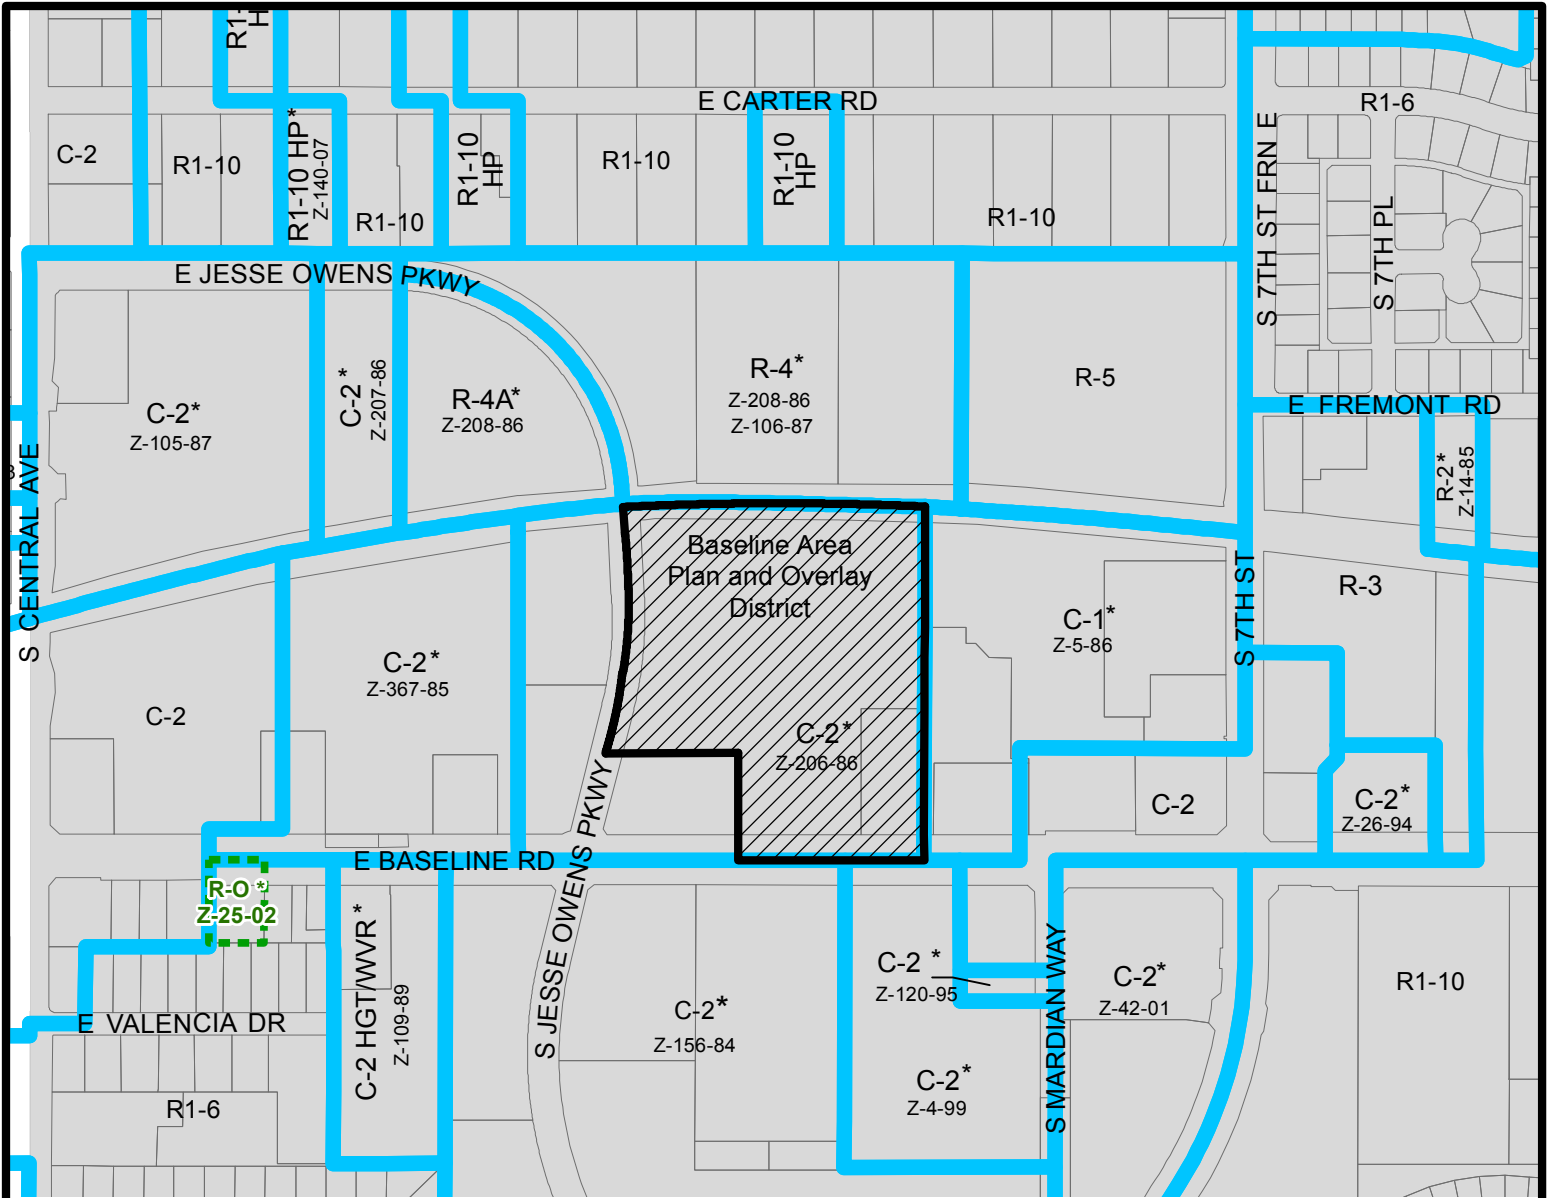 R1-
H
E CARTER RD
R1-6
C-2
R1-10
R1-10 HP*
Z-140-07
R1-10
R1-10
HP
R1-10
R1-10
HP
R1-10
S 7TH ST FRN E
S 7TH PL
E JESSE OWENS PKWY
C-2*
Z-105-87
C-2*
Z-207-86
R-4A*
Z-208-86
R-4*
Z-208-86
Z-106-87
R-5
E FREMONT RD
R-2*
Z-14-85
S CENTRAL AVE
Baseline Area
Plan and Overlay
District
C-1*
Z-5-86
S 7TH ST
R-3
C-2*
Z-367-85
C-2
C-2*
Z-206-86
C-2
C-2*
Z-26-94
E BASELINE RD
S JESSE OWENS PKWY
R-O *
Z-25-02
C-2 HGT/WVR *
Z-109-89
C-2 *
Z-120-95
S MARDIAN WAY
C-2*
Z-42-01
R1-10
E VALENCIA DR
C-2*
Z-156-84
C-2*
Z-4-99
R1-6